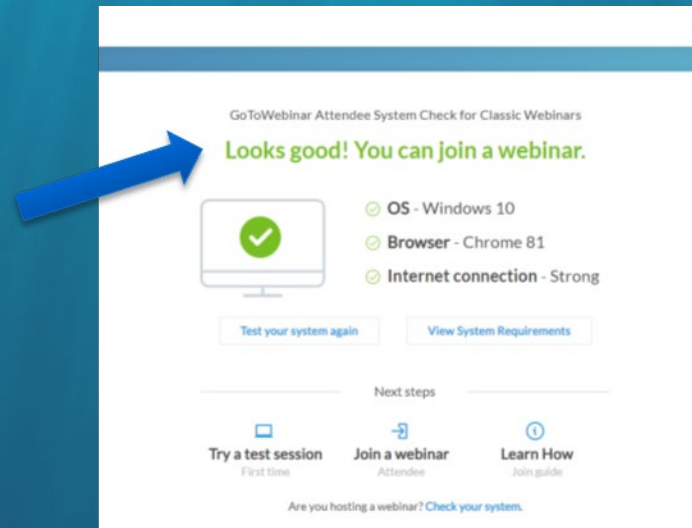 GoToWebinar Attendee System Check for Classic Webinars
Looks good! You can join a webinar.
OS - Windows 10
Browser - Chrome 81
Internet connection - Strong
Test your system again View System Requirements
Next steps
Try a test session Join a webinar Learn How
First time Attendee Join guide
Are you hosting a webinar? Check your system.